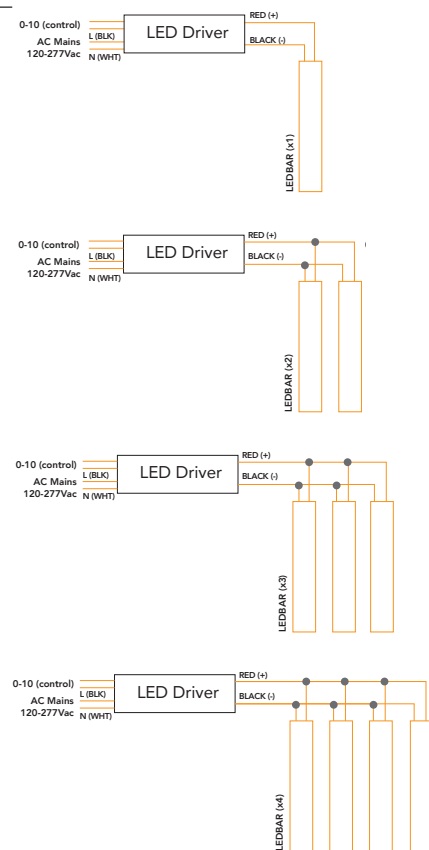 RED (+)
0-10 (control)
L (BLK)
LED Driver
BLACK (-)
AC Mains
120-277Vac
N (WHT)
LEDBAR (x1)
RED (+)
0-10 (control)
L (BLK)
LED Driver
BLACK (-)
AC Mains
120-277Vac
N (WHT)
LEDBAR (x2)
RED (+)
0-10 (control)
L (BLK)
LED Driver
BLACK (-)
AC Mains
120-277Vac
N (WHT)
LEDBAR (x3)
RED (+)
0-10 (control)
L (BLK)
LED Driver
BLACK (-)
AC Mains
120-277Vac
N (WHT)
LEDBAR (x4)